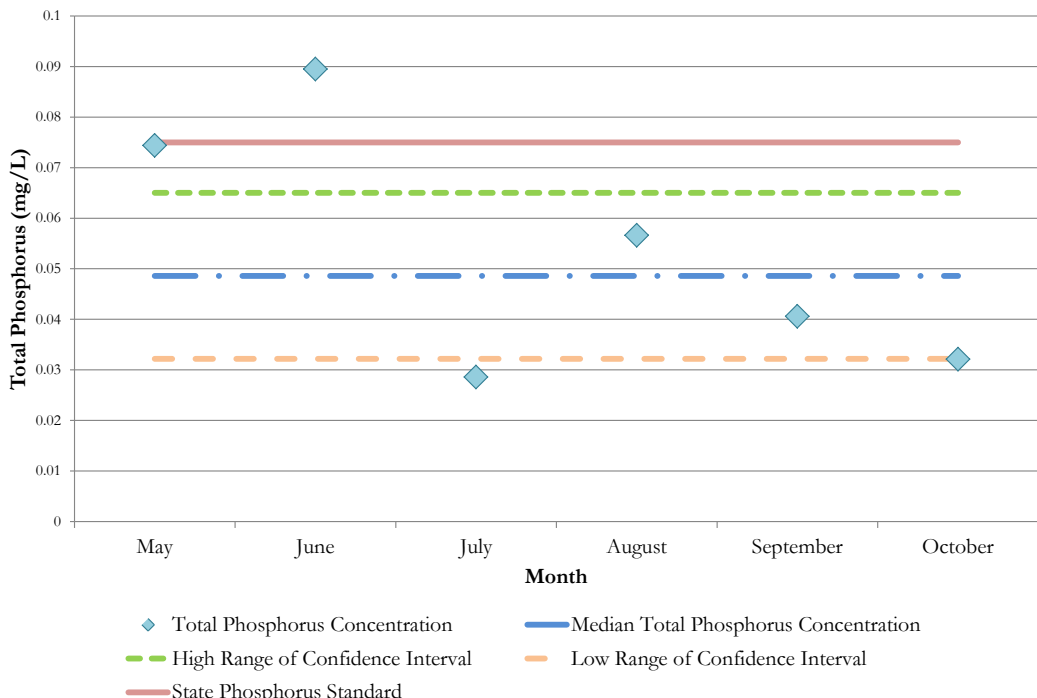 0.1
0.09
0.08
0.07
0.06
0.05
0.04
0.03
0.02
0.01
0
Total Phosphorus (mg/L)
May June July August September October
Month
Total Phosphorus Concentration Median Total Phosphorus Concentration
High Range of Confidence Interval Low Range of Confidence Interval
State Phosphorus Standard